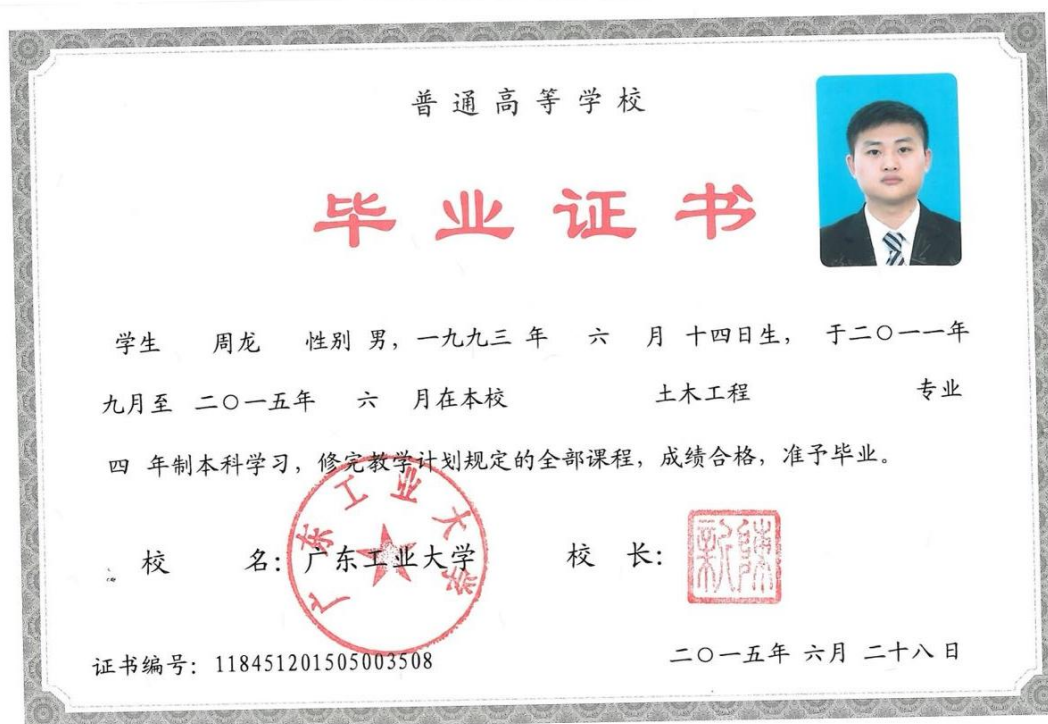 普通高等学校
毕业证书
学生 周龙 性别 男，一九九三 年 六 月 十四日生， 于二〇一一年
九月至 二〇一五年 六 月在本校 土木工程 专业
四 年制本科学习，修完教学计划规定的全部课程，成绩合格，准予毕业。
广东工业大学
校 名：广东工业大学 校 长：
证书编号：118451201505003508 二〇一五年 六月 二十八日